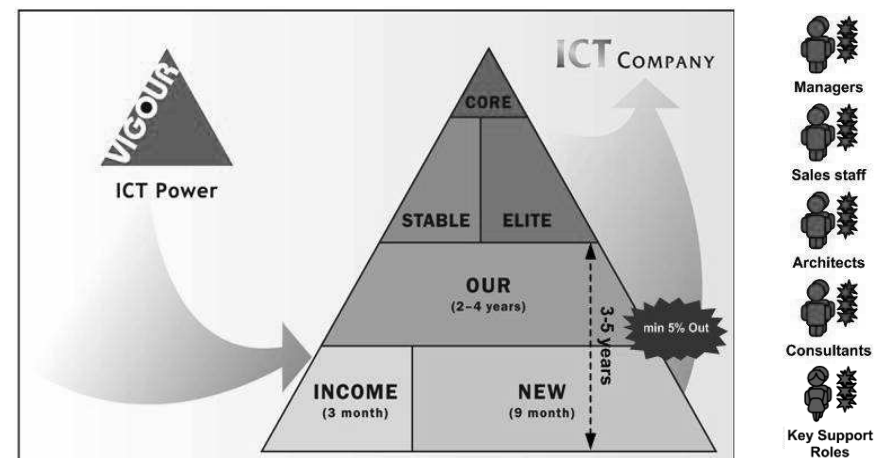 VIGOUR
ICT Power
ICT COMPANY
CORE
STABLE
ELITE
OUR
(2–4 years)
3-5 years
min 5% Out
INCOME
(3 month)
NEW
(9 month)
Managers
Sales staff
Architects
Consultants
Key Support
Roles